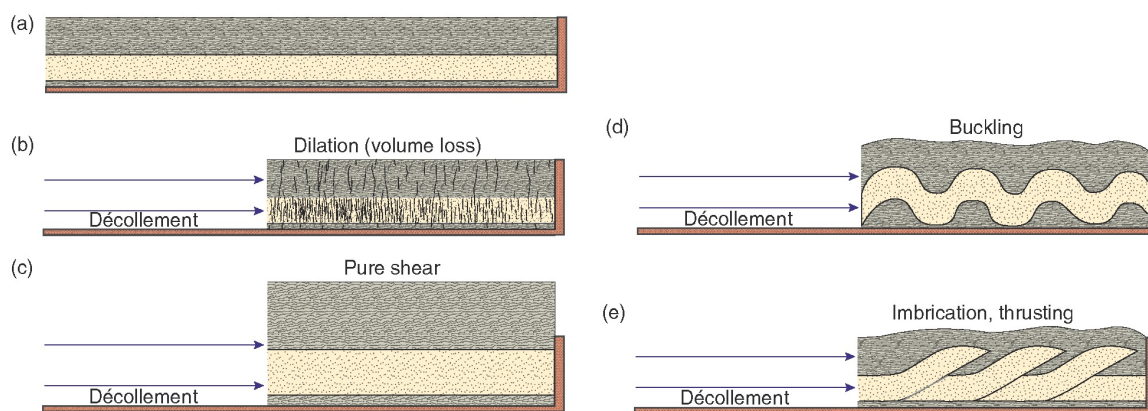 (a)
(b)
Dilation (volume loss)
Décollement
(c)
Pure shear
Décollement
(d)
Buckling
Décollement
(e)
Imbrication, thrusting
Décollement